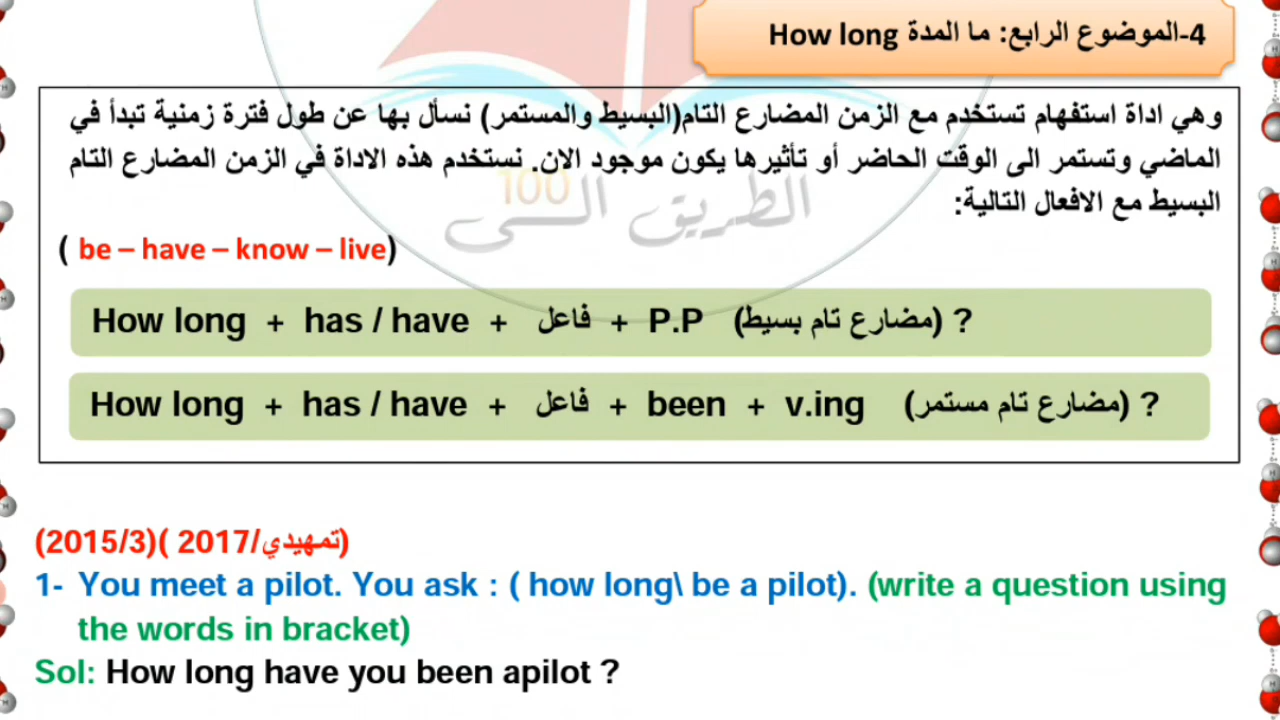 4-الموضوع الرابع: ما المدة How long
وهي اداة استفهام تستخدم مع الزمن المضارع التام(البسيط والمستمر) نسأل بها عن طول فترة زمنية تبدأ في
الماضي وتستمر الى الوقت الحاضر أو تأثيرها يكون موجود الان. نستخدم هذه الاداة في الزمن المضارع التام
البسيط مع الافعال التالية:
( be – have – know – live)
الطريق الى 100
How long + has / have + فاعل + P.P (مضارع تام بسيط) ?
How long + has / have + فاعل + been + v.ing (مضارع تام مستمر) ?
(2015/3)( 2017/تمهيدي)
1- You meet a pilot. You ask : ( how long\ be a pilot). (write a question using
the words in bracket)
Sol: How long have you been apilot ?